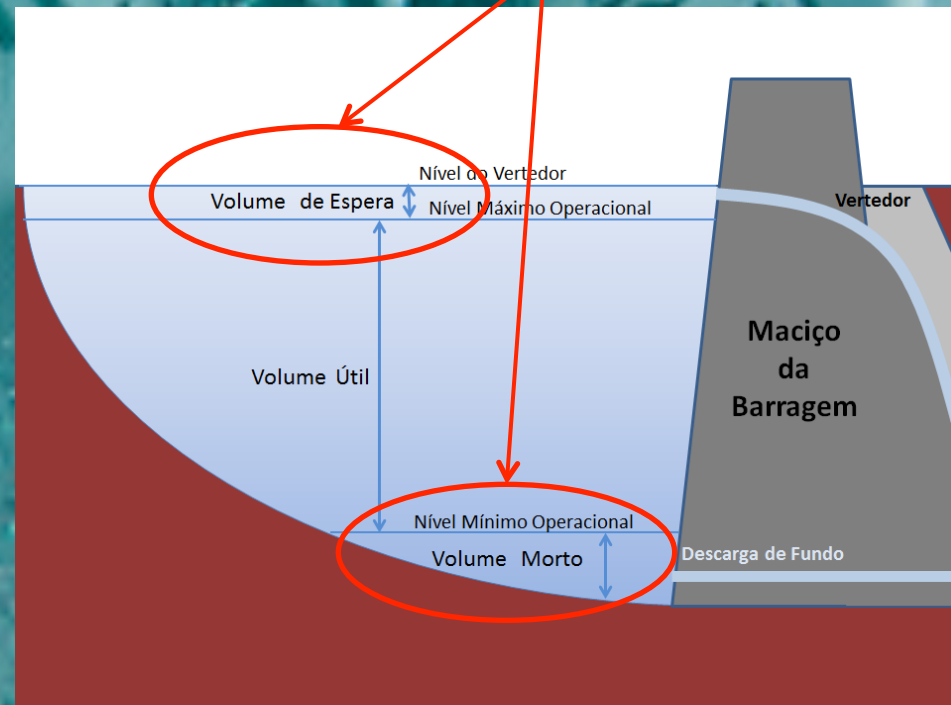 Nível do Vertedor
Volume de Espera
Nível Máximo Operacional
Vertedor
Maciço
da
Barragem
Volume Útil
Nível Mínimo Operacional
Volume Morto
Descarga de Fundo